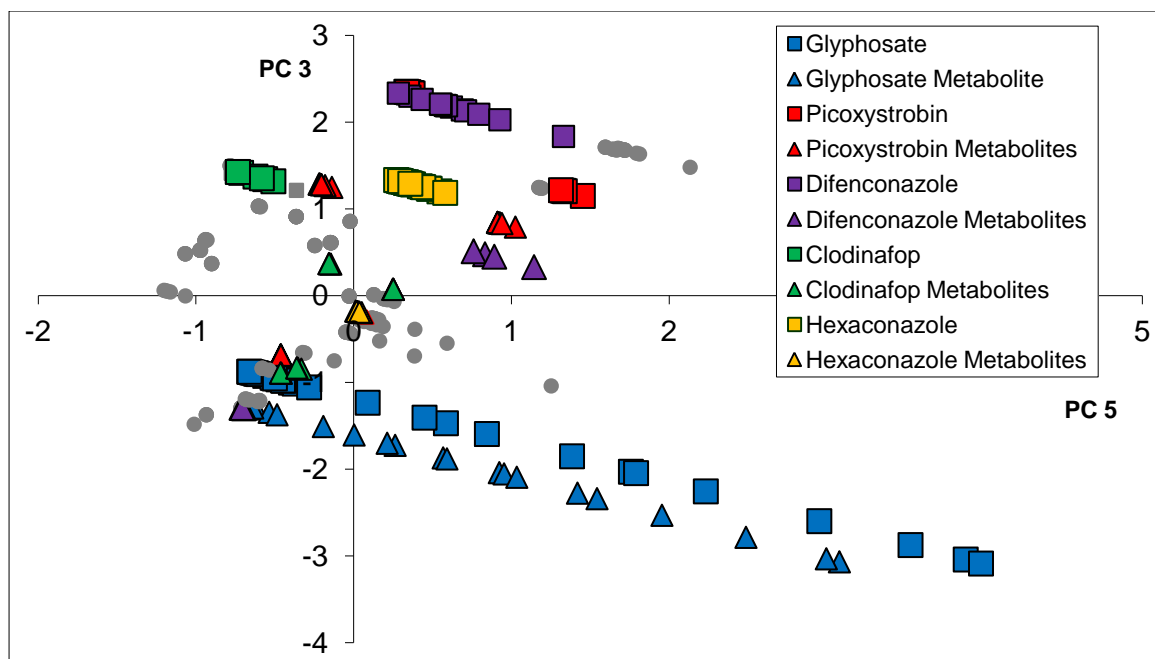 3
PC 3
2
1
0
-2
-1
0
1
2
5
-1
PC 5
-2
-3
-4
Glyphosate
Glyphosate Metabolite
Picoxystrobin
Picoxystrobin Metabolites
Difenconazole
Difenconazole Metabolites
Clodinafop
Clodinafop Metabolites
Hexaconazole
Hexaconazole Metabolites